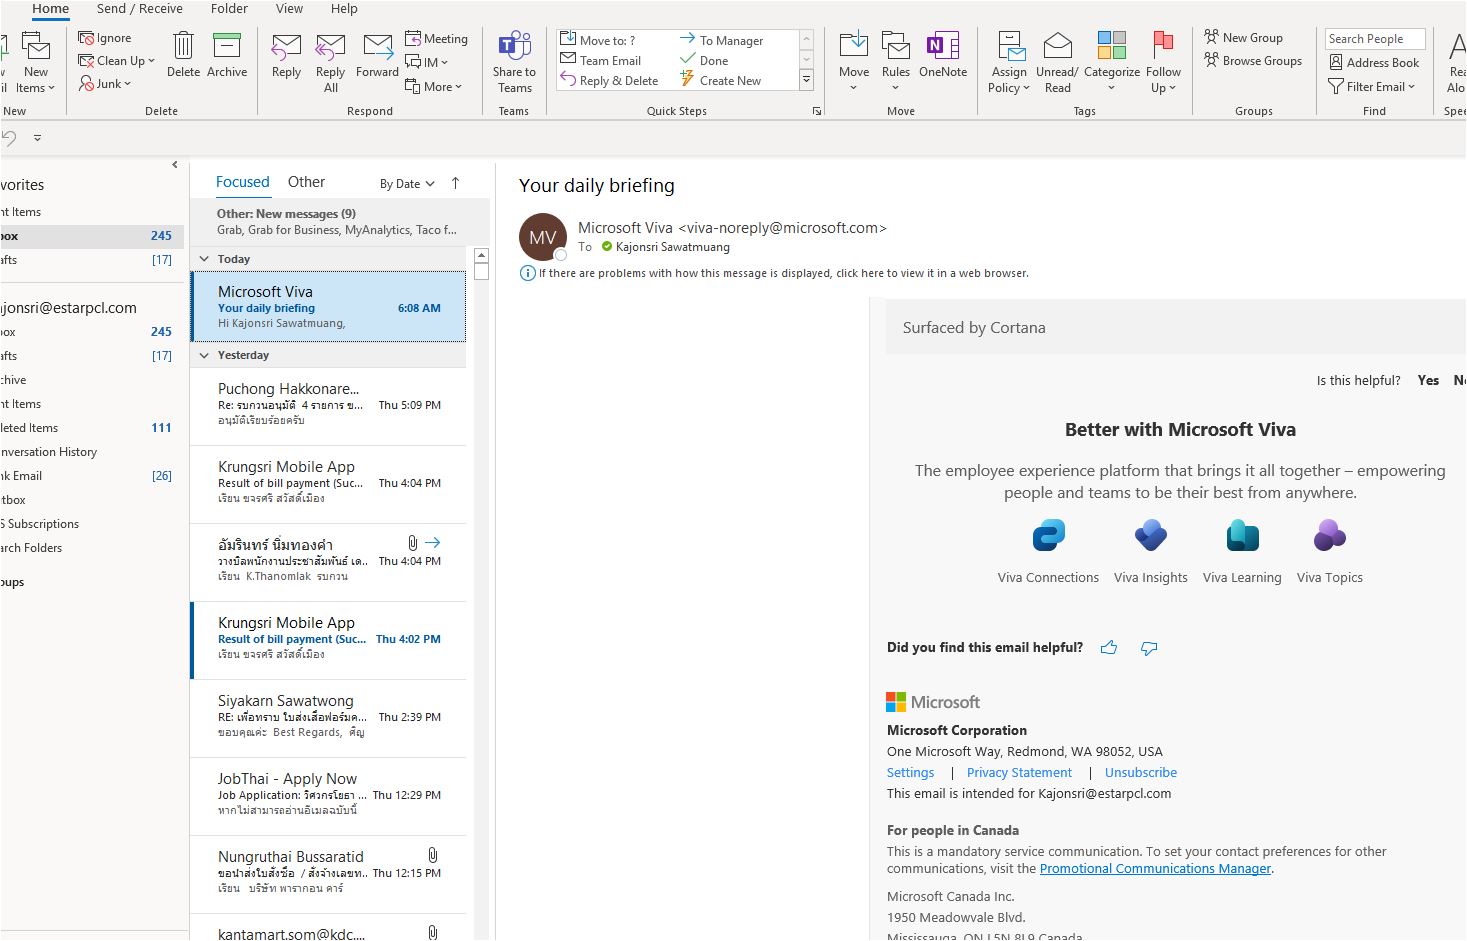 Home Send / Receive Folder View Help
New Items
New
Ignore
Clean Up
Junk
Delete
Archive
Delete
Reply
Reply All
Forward
Meeting
IM
More
Respond
Share to Teams
Teams
Move to: ?
Team Email
Reply & Delete
To Manager
Done
Create New
Quick Steps
Move
Rules
OneNote
Move
Assign Policy
Unread/ Read
Categorize
Follow Up
Tags
New Group
Browse Groups
Groups
Search People
Address Book
Filter Email
Find
vorites
nt Items
box 245
afts [17]
jonsri@estarpcl.com
box 245
afts [17]
chive
nt Items
leted Items 111
nversation History
nk Email [26]
tbox
S Subscriptions
arch Folders
oups
Focused Other By Date
Other: New messages (9)
Grab, Grab for Business, MyAnalytics, Taco f...
Today
Microsoft Viva
Your daily briefing 6:08 AM
Hi Kajonsri Sawatmuang,
Yesterday
Puchong Hakkonare...
Re: รบกวนอนุมัติ 4 รายการ ข... Thu 5:09 PM
อนุมัติเรียบร้อยครับ
Krungsri Mobile App
Result of bill payment (Suc... Thu 4:04 PM
เรียน ขจรศรี สวัสดิ์เมือง
อัมรินทร์ นิ่มทองคำ
วางบิลพนักงานประชาสัมพันธ์ เด.. Thu 4:04 PM
เรียน K.Thanomlak รบกวน
Krungsri Mobile App
Result of bill payment (Suc... Thu 4:02 PM
เรียน ขจรศรี สวัสดิ์เมือง
Siyakarn Sawatwong
RE: เพื่อทราบ ใบส่งเสื้อฟอร์มค... Thu 2:39 PM
ขอบคุณค่ะ Best Regards, ศิญ
JobThai - Apply Now
Job Application: วิศวกรโยธา ... Thu 12:29 PM
หากไม่สามารถอ่านอีเมลฉบับนี้
Nungruthai Bussaratid
ขอนำส่งใบสั่งซื้อ / สั่งจ้างเลขท.. Thu 12:15 PM
เรียน บริษัท พารากอน คาร์
kantamart.som@kdc....
Your daily briefing
MV
Microsoft Viva <viva-noreply@microsoft.com>
To Kajonsri Sawatmuang
If there are problems with how this message is displayed, click here to view it in a web browser.
Surfaced by Cortana
Is this helpful? Yes
Better with Microsoft Viva
The employee experience platform that brings it all together – empowering
people and teams to be their best from anywhere.
Viva Connections Viva Insights Viva Learning Viva Topics
Did you find this email helpful?
Microsoft
Microsoft Corporation
One Microsoft Way, Redmond, WA 98052, USA
Settings | Privacy Statement | Unsubscribe
This email is intended for Kajonsri@estarpcl.com
For people in Canada
This is a mandatory service communication. To set your contact preferences for other
communications, visit the Promotional Communications Manager.
Microsoft Canada Inc.
1950 Meadowvale Blvd.
Mississauga, ON L5N 8L9 Canada